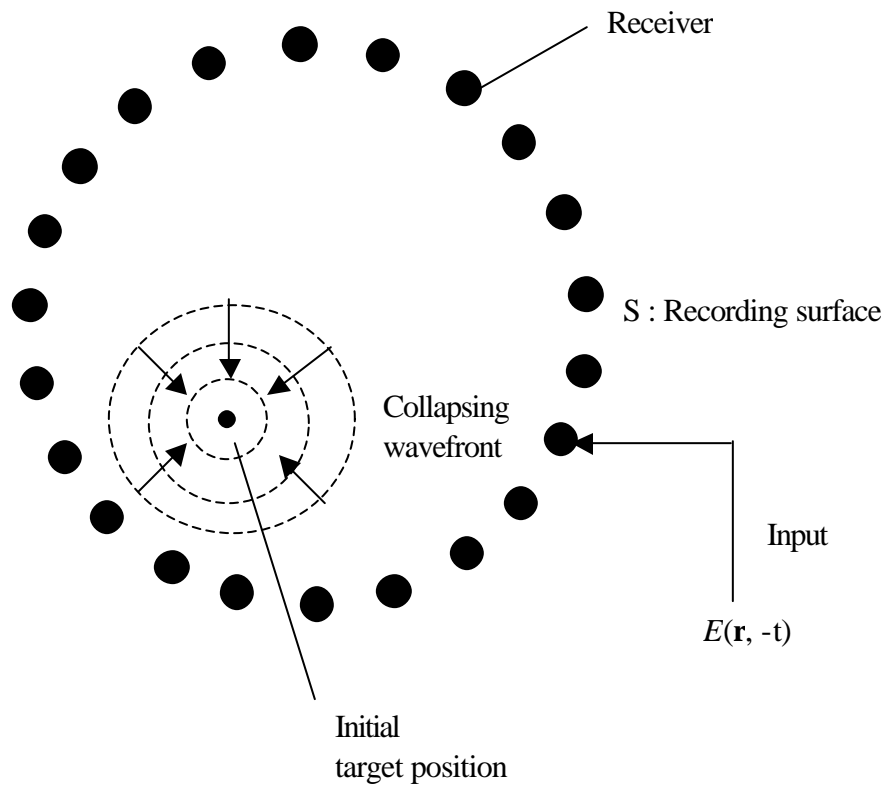 Receiver
S : Recording surface
Collapsing
wavefront
Input
E(r, -t)
Initial
target position